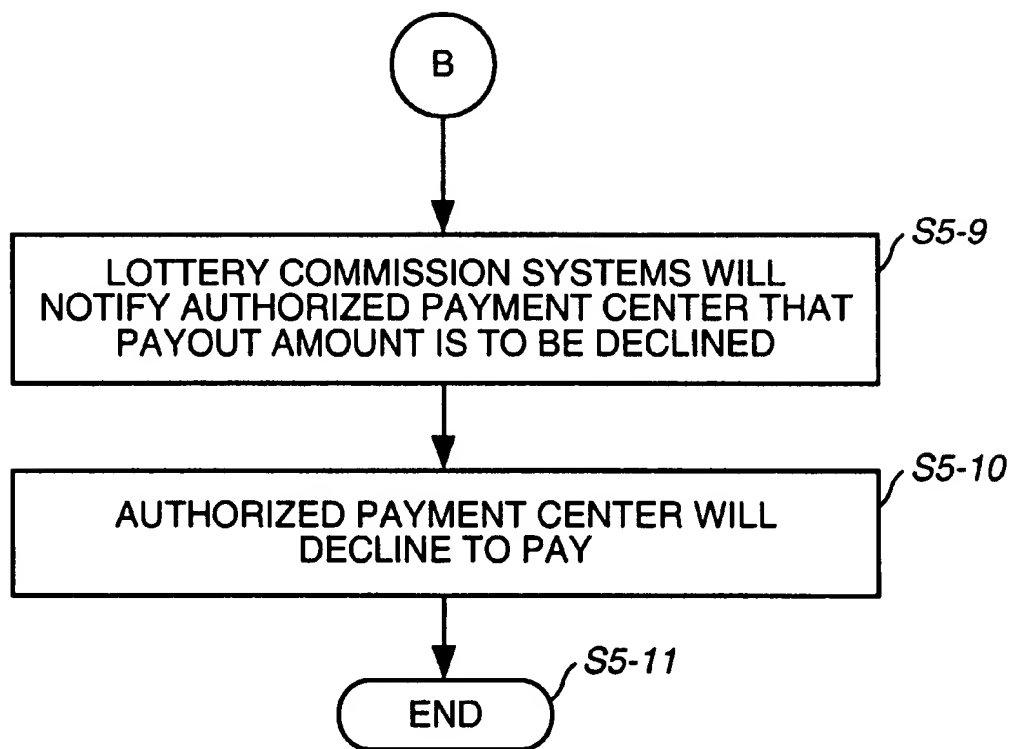 B
S5-9
LOTTERY COMMISSION SYSTEMS WILL
NOTIFY AUTHORIZED PAYMENT CENTER THAT
PAYOUT AMOUNT IS TO BE DECLINED
S5-10
AUTHORIZED PAYMENT CENTER WILL
DECLINE TO PAY
S5-11
END